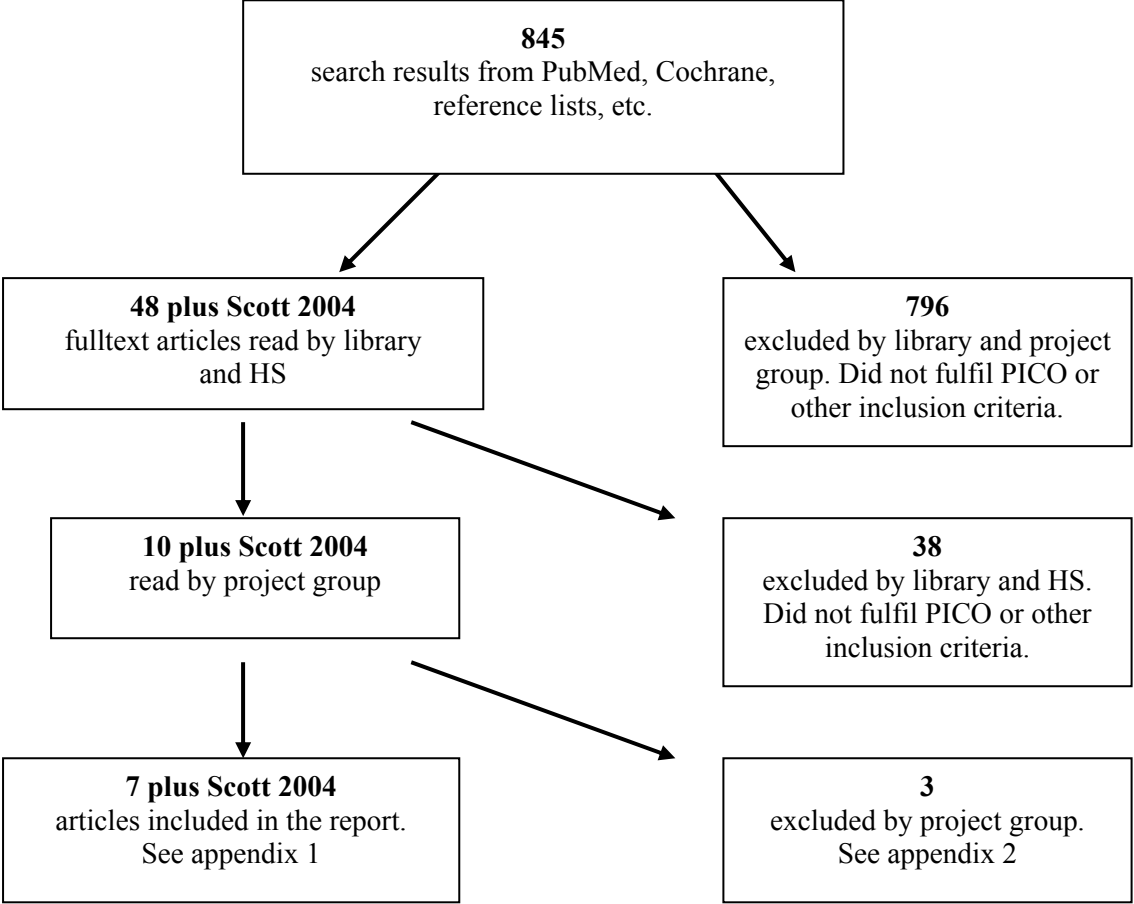 845
search results from PubMed, Cochrane,
reference lists, etc.
48 plus Scott 2004
fulltext articles read by library
and HS
796
excluded by library and project
group. Did not fulfil PICO or
other inclusion criteria.
10 plus Scott 2004
read by project group
38
excluded by library and HS.
Did not fulfil PICO or other
inclusion criteria.
7 plus Scott 2004
articles included in the report.
See appendix 1
3
excluded by project group.
See appendix 2